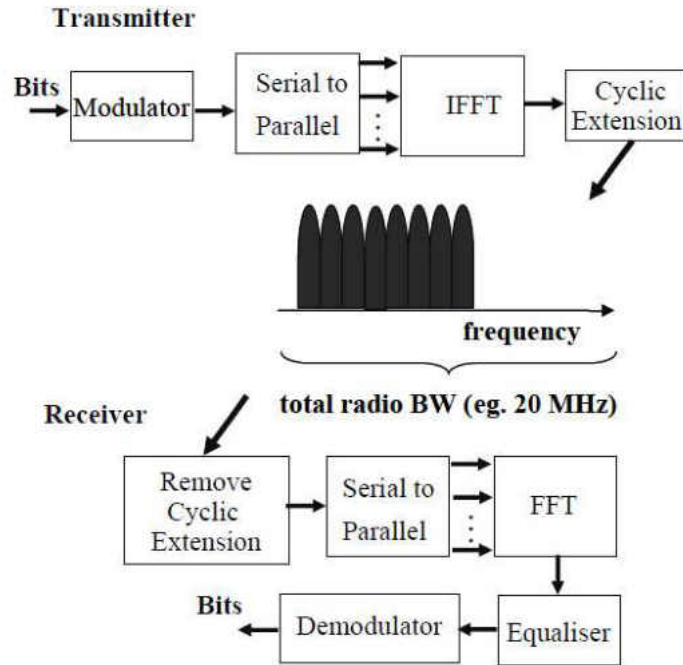 Transmitter
Bits
Modulator
Serial to
Parallel
IFFT
Cyclic
Extension
frequency
total radio BW (eg. 20 MHz)
Receiver
Remove
Cyclic
Extension
Serial to
Parallel
FFT
Bits
Demodulator
Equaliser